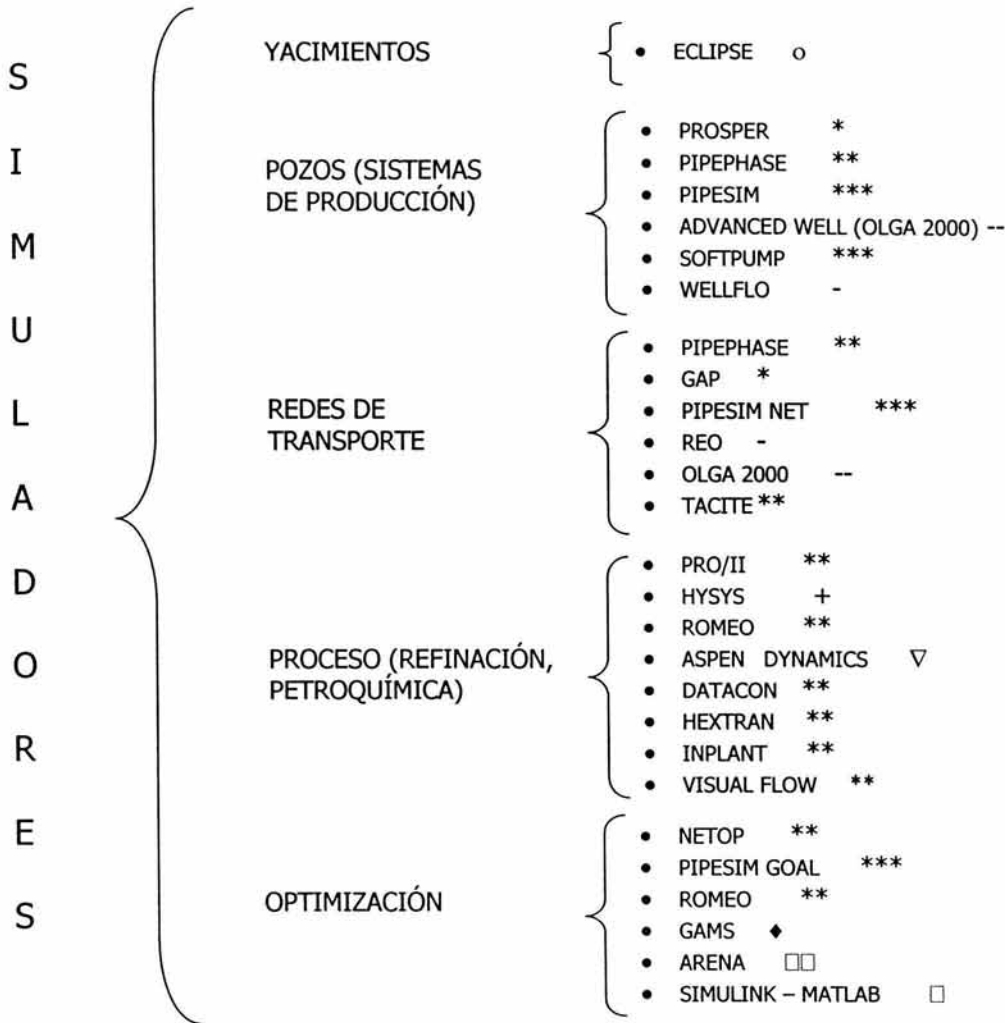 SIMULADORES
YACIMIENTOS
• ECLIPSE o
POZOS (SISTEMAS
DE PRODUCCIÓN)
• PROSPER *
• PIPEPHASE **
• PIPESIM ***
• ADVANCED WELL (OLGA 2000) --
• SOFTPUMP ***
• WELLFLO -
REDES DE
TRANSPORTE
• PIPEPHASE **
• GAP *
• PIPESIM NET ***
• REO -
• OLGA 2000 --
• TACITE **
PROCESO (REFINACIÓN,
PETROQUÍMICA)
• PRO/II **
• HYSYS +
• ROMEO **
• ASPEN DYNAMICS ∇
• DATACON **
• HEXTRAN **
• INPLANT **
• VISUAL FLOW **
OPTIMIZACIÓN
• NETOP **
• PIPESIM GOAL ***
• ROMEO **
• GAMS ♦
• ARENA □□
• SIMULINK – MATLAB □